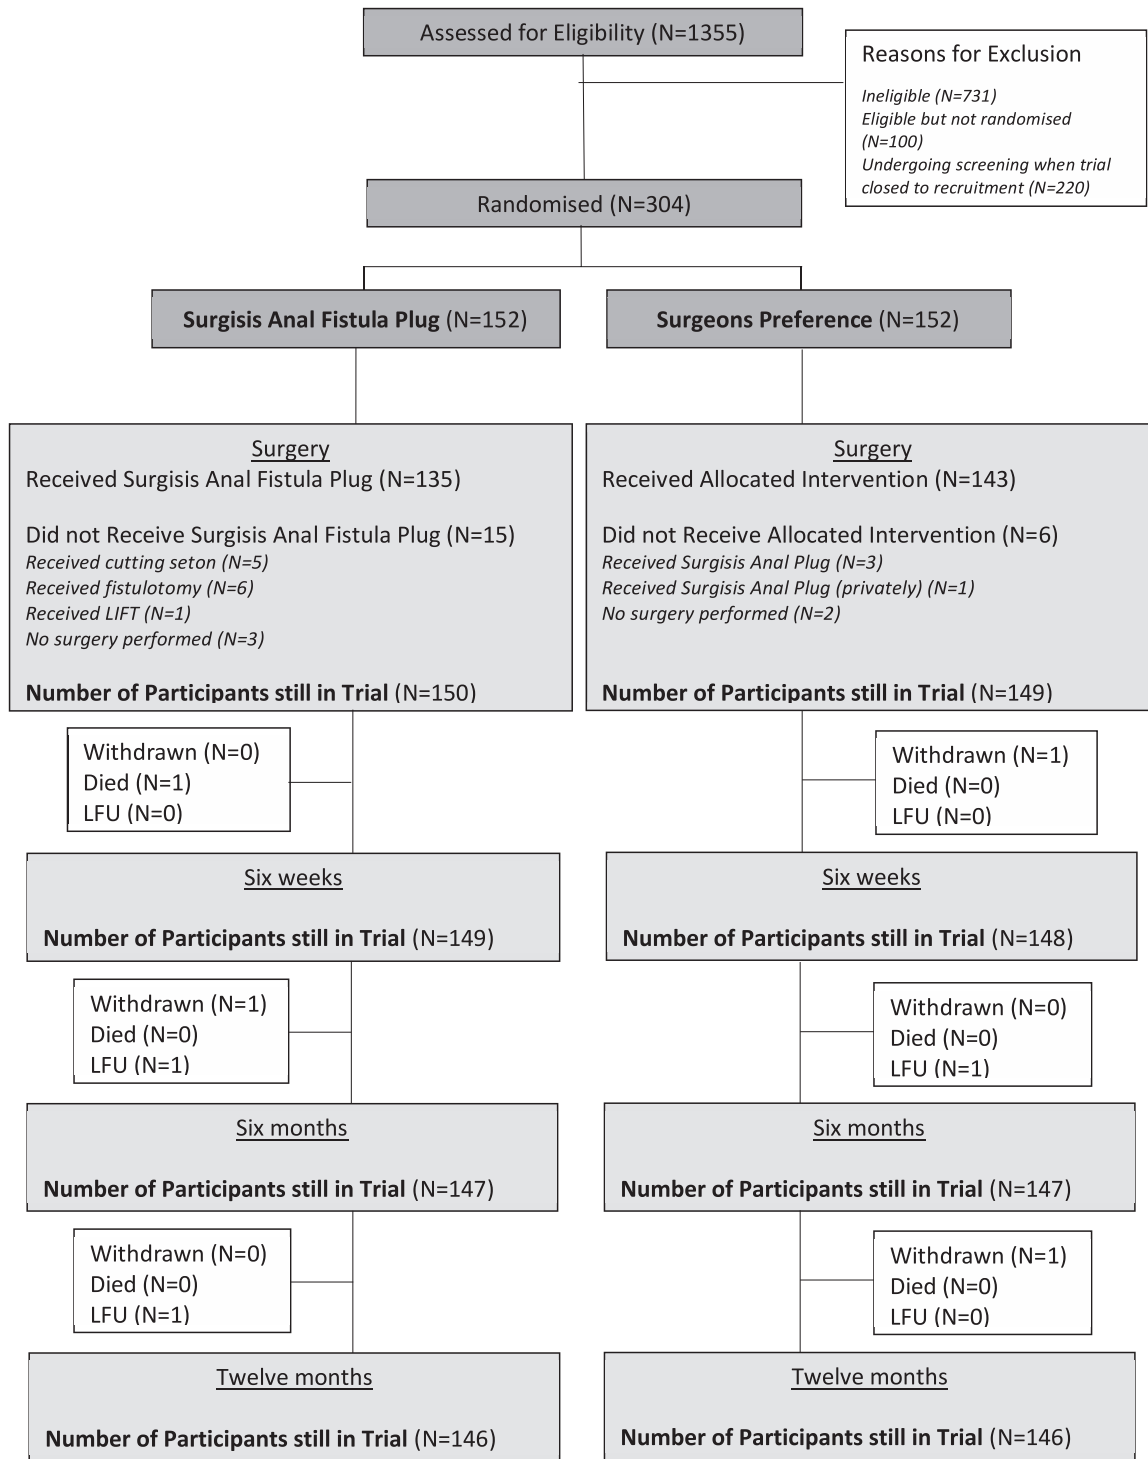 Assessed for Eligibility (N=1355)
Reasons for Exclusion
Ineligible (N=731)
Eligible but not randomised
(N=100)
Undergoing screening when trial
closed to recruitment (N=220)
Randomised (N=304)
Surgisis Anal Fistula Plug (N=152)
Surgeons Preference (N=152)
Surgery
Received Surgisis Anal Fistula Plug (N=135)
Did not Receive Surgisis Anal Fistula Plug (N=15)
Received cutting seton (N=5)
Received fistulotomy (N=6)
Received LIFT (N=1)
No surgery performed (N=3)
Number of Participants still in Trial (N=150)
Surgery
Received Allocated Intervention (N=143)
Did not Receive Allocated Intervention (N=6)
Received Surgisis Anal Plug (N=3)
Received Surgisis Anal Plug (privately) (N=1)
No surgery performed (N=2)
Number of Participants still in Trial (N=149)
Withdrawn (N=0)
Died (N=1)
LFU (N=0)
Withdrawn (N=1)
Died (N=0)
LFU (N=0)
Six weeks
Number of Participants still in Trial (N=149)
Six weeks
Number of Participants still in Trial (N=148)
Withdrawn (N=1)
Died (N=0)
LFU (N=1)
Withdrawn (N=0)
Died (N=0)
LFU (N=1)
Six months
Number of Participants still in Trial (N=147)
Six months
Number of Participants still in Trial (N=147)
Withdrawn (N=0)
Died (N=0)
LFU (N=1)
Withdrawn (N=1)
Died (N=0)
LFU (N=0)
Twelve months
Number of Participants still in Trial (N=146)
Twelve months
Number of Participants still in Trial (N=146)